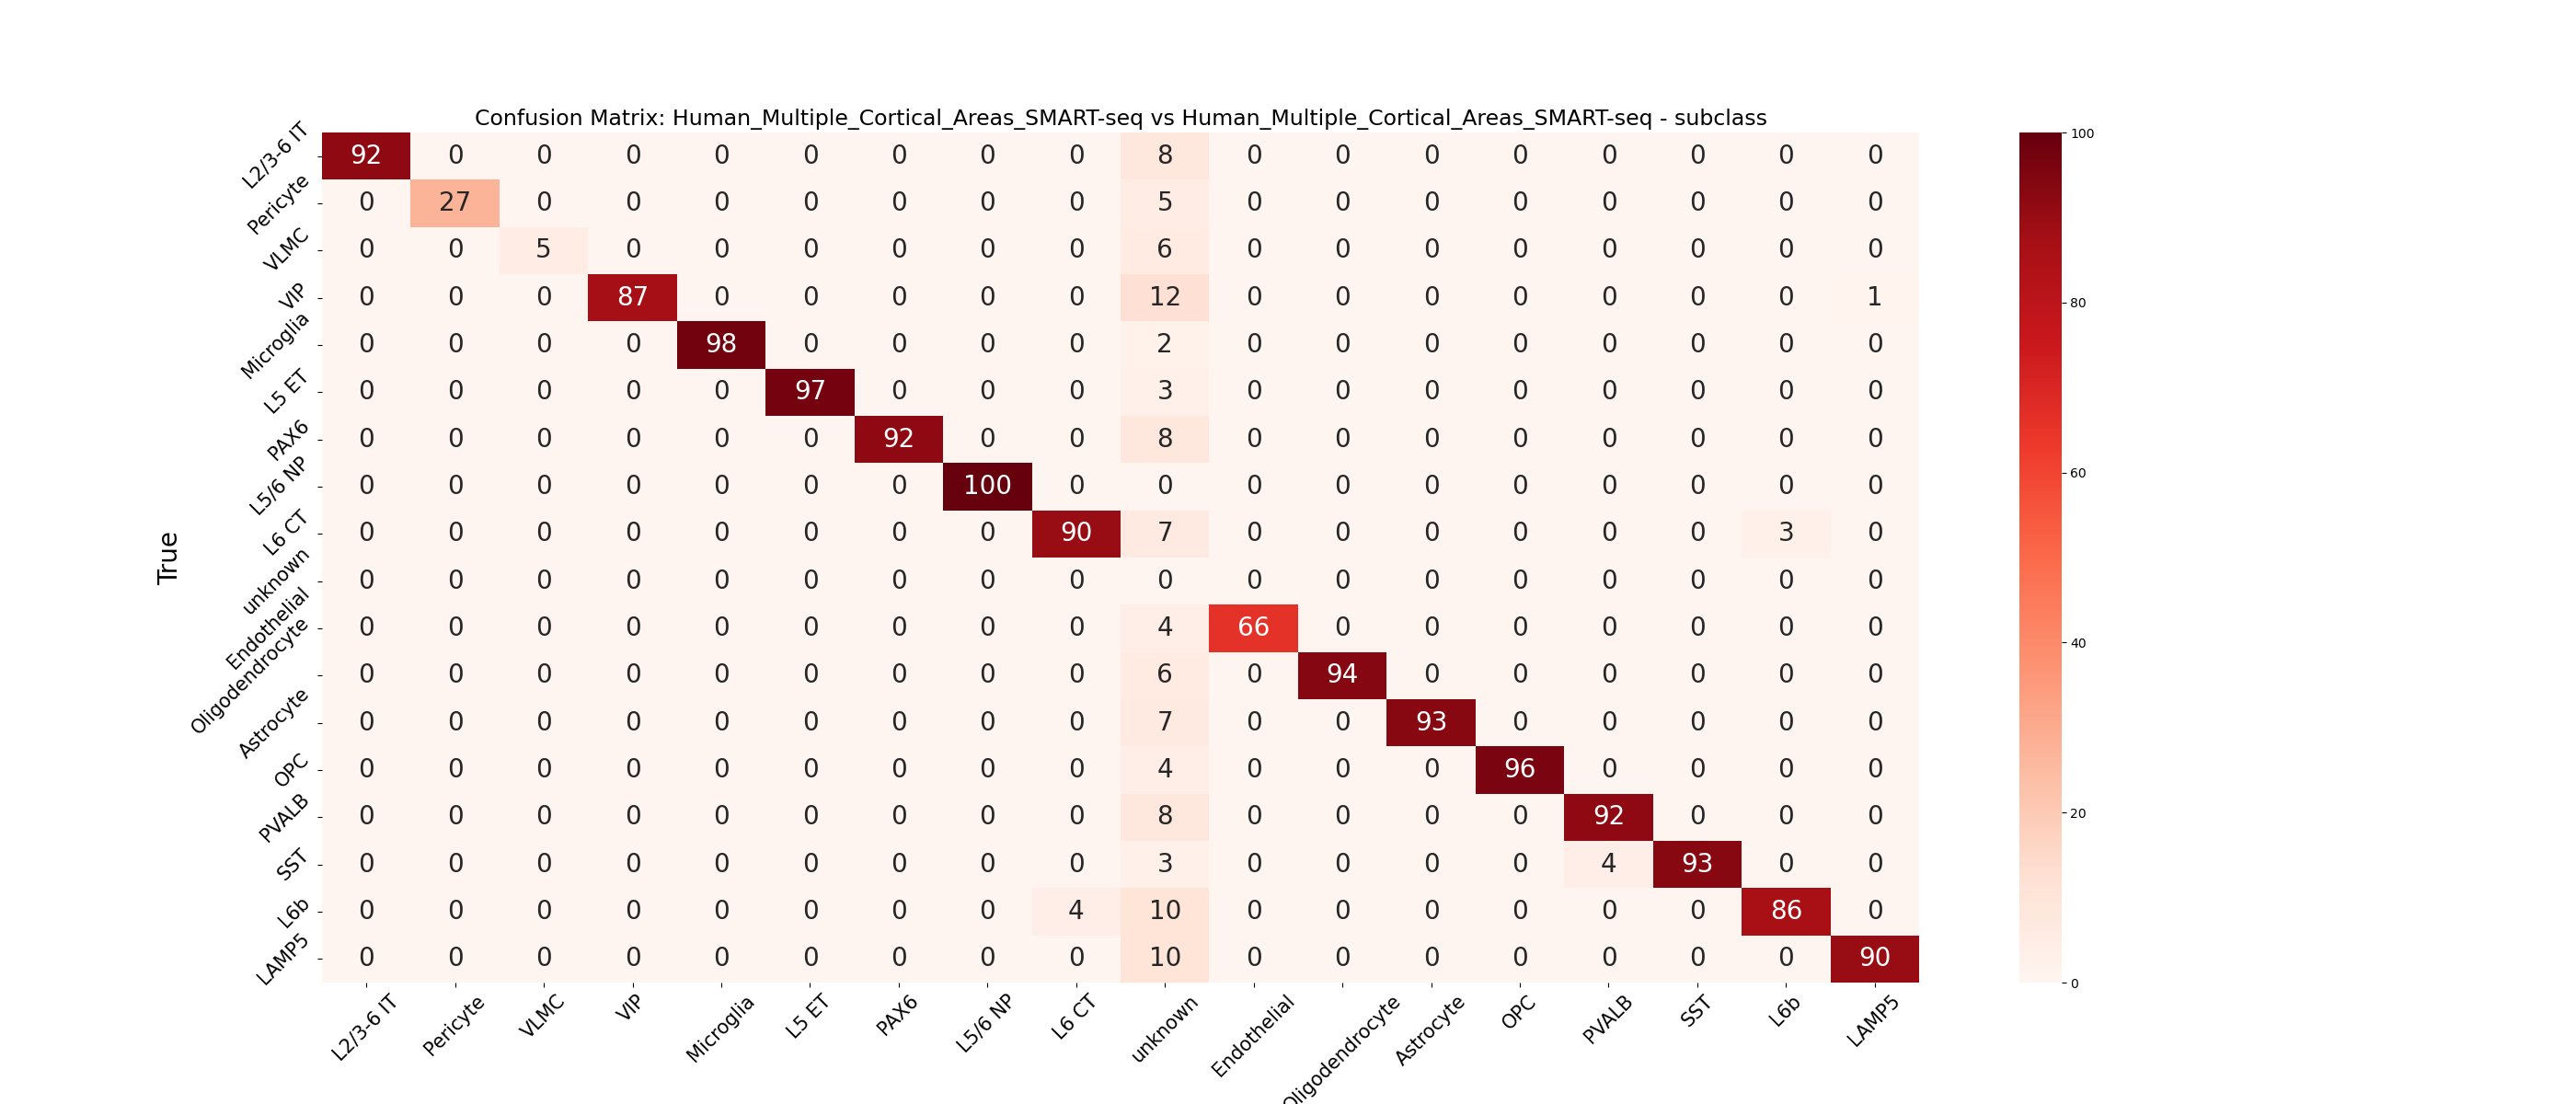 Confusion Matrix: Human_Multiple_Cortical_Areas_SMART-seq vs Human_Multiple_Cortical_Areas_SMART-seq - subclass
True
L2/3-6 IT 92 0 0 0 0 0 0 0 0 8 0 0 0 0 0 0 0 0
Pericyte 0 27 0 0 0 0 0 0 0 5 0 0 0 0 0 0 0 0
VLMC 0 0 5 0 0 0 0 0 0 6 0 0 0 0 0 0 0 0
VIP 0 0 0 87 0 0 0 0 0 12 0 0 0 0 0 0 0 1
Microglia 0 0 0 0 98 0 0 0 0 2 0 0 0 0 0 0 0 0
L5 ET 0 0 0 0 0 97 0 0 0 3 0 0 0 0 0 0 0 0
PAX6 0 0 0 0 0 0 92 0 0 8 0 0 0 0 0 0 0 0
L5/6 NP 0 0 0 0 0 0 0 100 0 0 0 0 0 0 0 0 0 0
L6 CT 0 0 0 0 0 0 0 0 90 7 0 0 0 0 0 0 3 0
unknown 0 0 0 0 0 0 0 0 0 0 0 0 0 0 0 0 0 0
Endothelial 0 0 0 0 0 0 0 0 0 4 66 0 0 0 0 0 0 0
Oligodendrocyte 0 0 0 0 0 0 0 0 0 6 0 94 0 0 0 0 0 0
Astrocyte 0 0 0 0 0 0 0 0 0 7 0 0 93 0 0 0 0 0
OPC 0 0 0 0 0 0 0 0 0 4 0 0 0 96 0 0 0 0
PVALB 0 0 0 0 0 0 0 0 0 8 0 0 0 0 92 0 0 0
SST 0 0 0 0 0 0 0 0 0 3 0 0 0 0 4 93 0 0
L6b 0 0 0 0 0 0 0 0 4 10 0 0 0 0 0 0 86 0
LAMP5 0 0 0 0 0 0 0 0 0 10 0 0 0 0 0 0 0 90
L2/3-6 IT Pericyte VLMC VIP Microglia L5 ET PAX6 L5/6 NP L6 CT unknown Endothelial Oligodendrocyte Astrocyte OPC PVALB SST L6b LAMP5
100
80
60
40
20
0